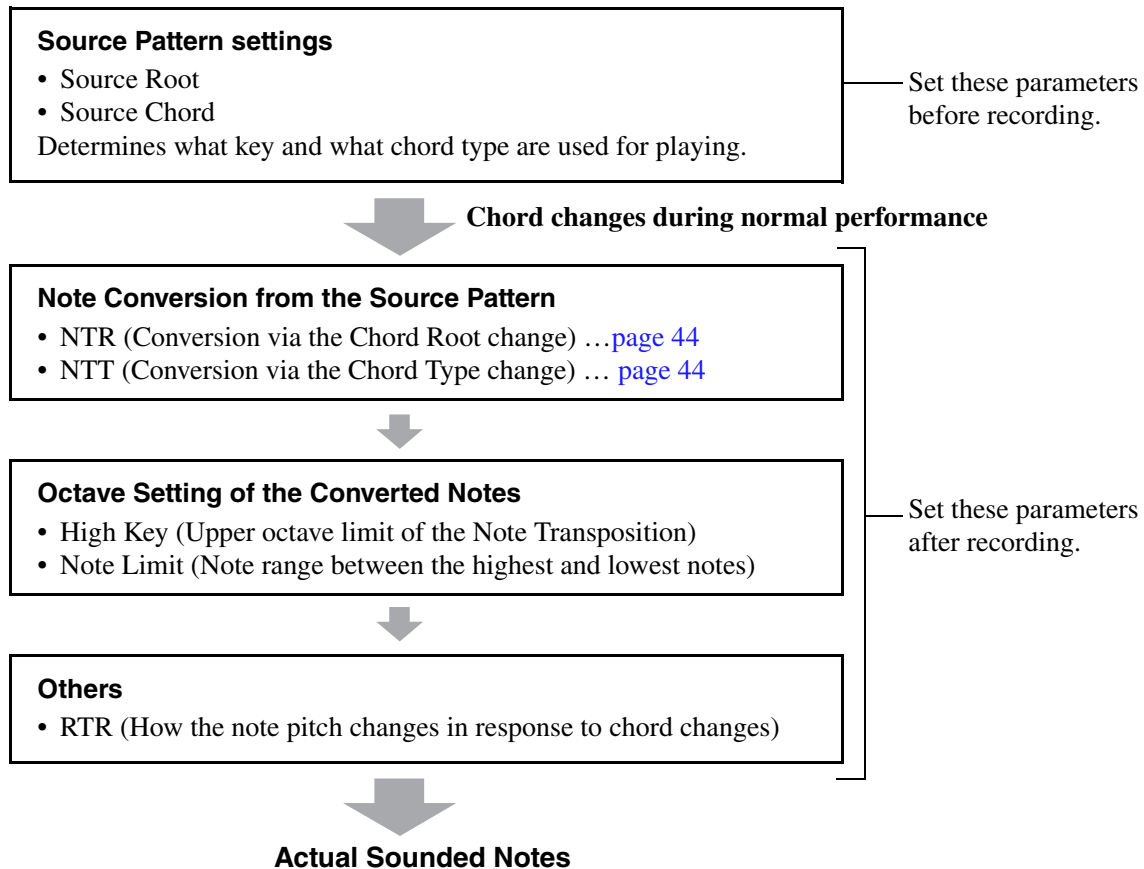 Source Pattern settings
• Source Root
• Source Chord
Determines what key and what chord type are used for playing.
Set these parameters
before recording.
Chord changes during normal performance
Note Conversion from the Source Pattern
• NTR (Conversion via the Chord Root change) …page 44
• NTT (Conversion via the Chord Type change) … page 44
Octave Setting of the Converted Notes
• High Key (Upper octave limit of the Note Transposition)
• Note Limit (Note range between the highest and lowest notes)
Set these parameters
after recording.
Others
• RTR (How the note pitch changes in response to chord changes)
Actual Sounded Notes